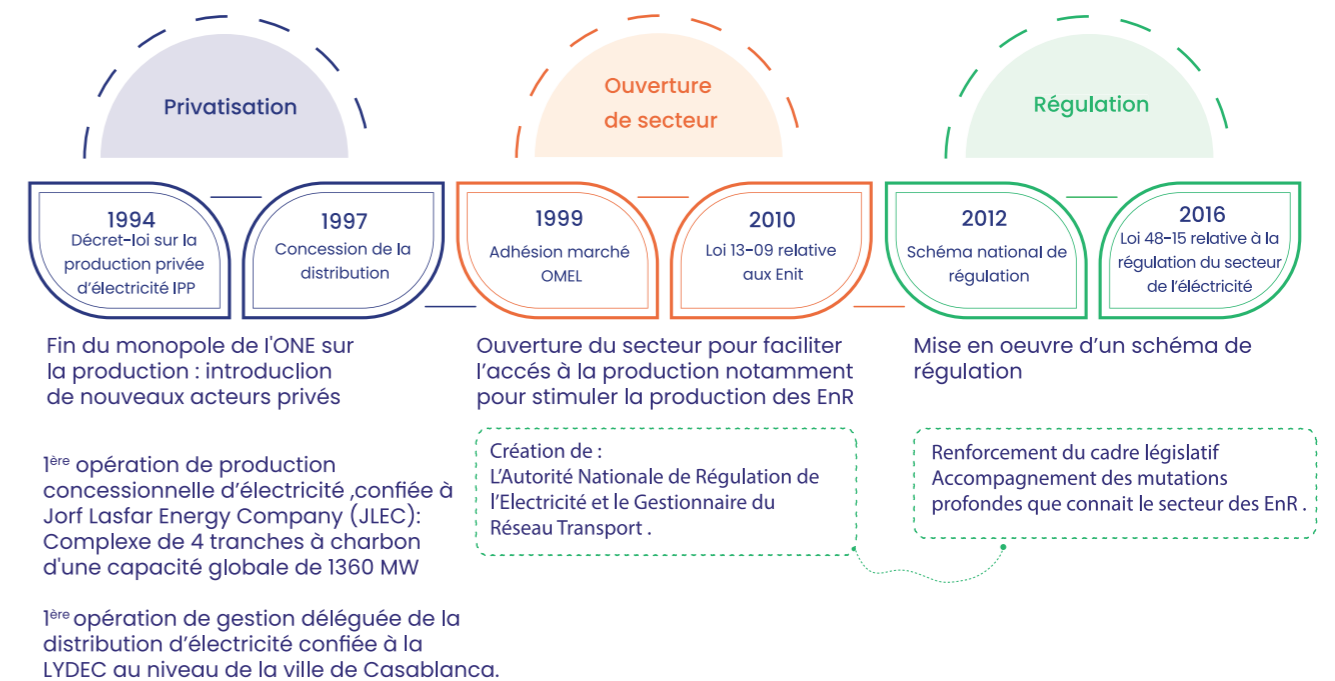 Privatisation
Ouverture
de secteur
Régulation
1994
Décret-loi sur la
production privée
d'électricité IPP
1997
Concession de la
distribution
1999
Adhésion marché
OMEL
2010
Loi 13-09 relative
aux Enit
2012
Schéma national de
régulation
2016
Loi 48-15 relative à la
régulation du secteur
de l'éléctricité
Fin du monopole de l'ONE sur
la production : introduclion
de nouveaux acteurs privés
1ère opération de production
concessionnelle d'électricité ,confiée à
Jorf Lasfar Energy Company (JLEC):
Complexe de 4 tranches à charbon
d'une capacité globale de 1360 MW
1ère opération de gestion déléguée de la
distribution d'électricité confiée à la
LYDEC au niveau de la ville de Casablanca.
Ouverture du secteur pour faciliter
l'accés à la production notamment
pour stimuler la production des EnR
Création de :
L'Autorité Nationale de Régulation de
l'Electricité et le Gestionnaire du
Réseau Transport .
Mise en oeuvre d'un schéma de
régulation
Renforcement du cadre législatif
Accompagnement des mutations
profondes que connait le secteur des EnR .